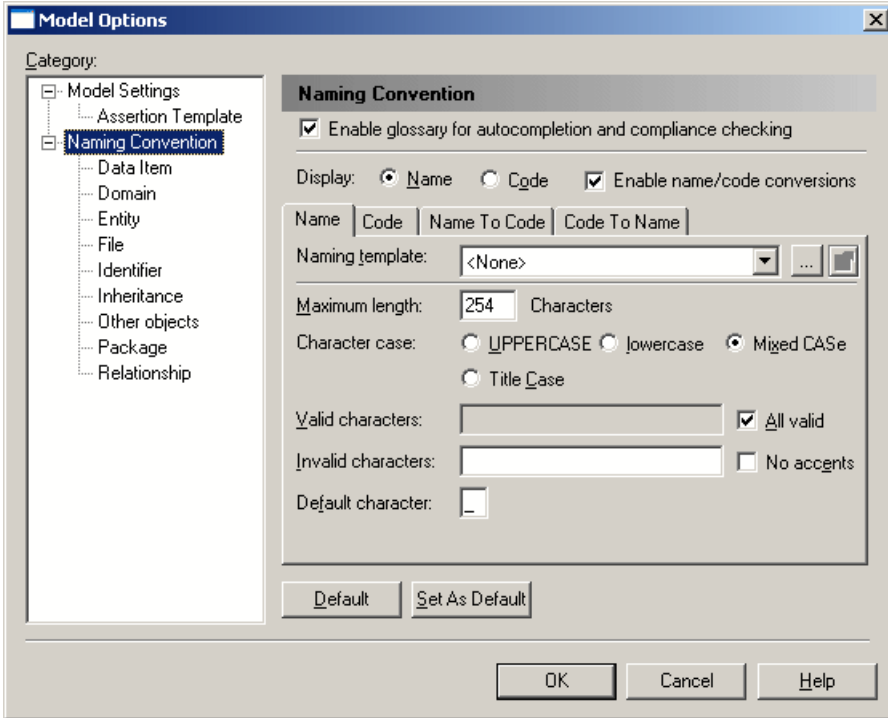 Model Options
Category:
Model Settings
Assertion Template
Naming Convention
Data Item
Domain
Entity
File
Identifier
Inheritance
Other objects
Package
Relationship
Naming Convention
Enable glossary for autocompletion and compliance checking
Display: Name Code Enable name/code conversions
Name Code Name To Code Code To Name
Naming template: <None> ...
Maximum length: 254 Characters
Character case: UPPERCASE lowercase Mixed CASe
Title Case
Valid characters: All valid
Invalid characters: No accents
Default character: _
Default Set As Default
OK Cancel Help